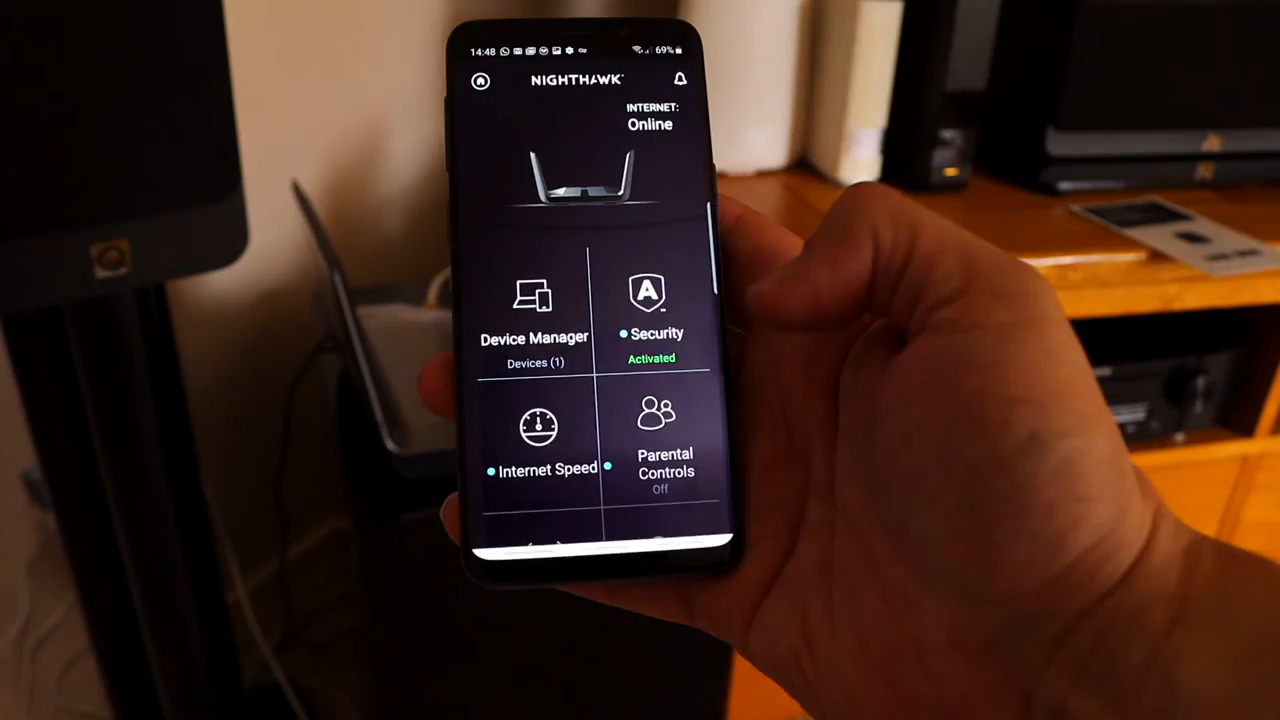 14:48 69%
NIGHTHAWK
INTERNET:
Online
Device Manager
Devices (1)
A
Security
Activated
Internet Speed
Parental
Controls
Off